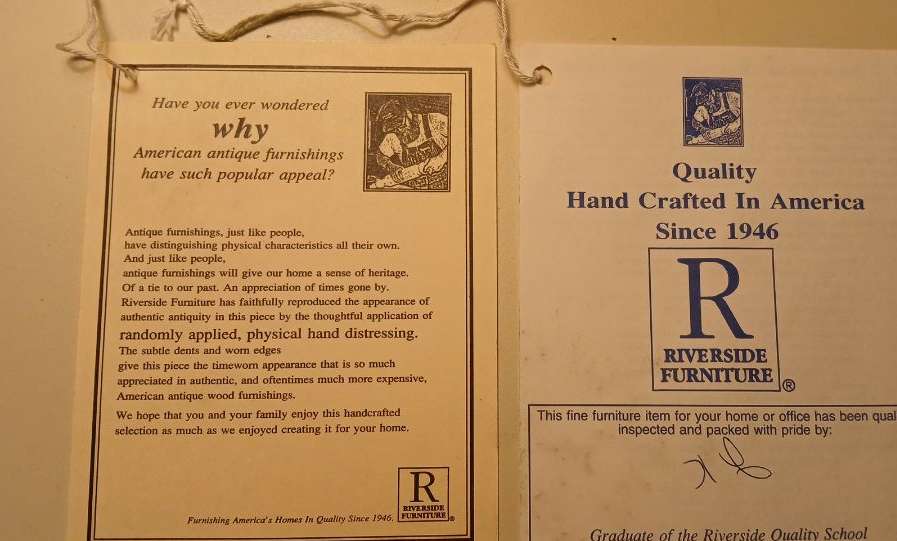 Have you ever wondered
why
American antique furnishings
have such popular appeal?
Antique furnishings, just like people,
have distinguishing physical characteristics all their own.
And just like people,
antique furnishings will give our home a sense of heritage.
Of a tie to our past. An appreciation of times gone by.
Riverside Furniture has faithfully reproduced the appearance of
authentic antiquity in this piece by the thoughtful application of
randomly applied, physical hand distressing.
The subtle dents and worn edges
give this piece the timeworn appearance that is so much
appreciated in authentic, and oftentimes much more expensive,
American antique wood furnishings.
We hope that you and your family enjoy this handcrafted
selection as much as we enjoyed creating it for your home.
Furnishing America's Homes In Quality Since 1946.
R
RIVERSIDE
FURNITURE®
Quality
Hand Crafted In America
Since 1946
R
RIVERSIDE
FURNITURE®
This fine furniture item for your home or office has been qual
inspected and packed with pride by:
Graduate of the Riverside Quality School